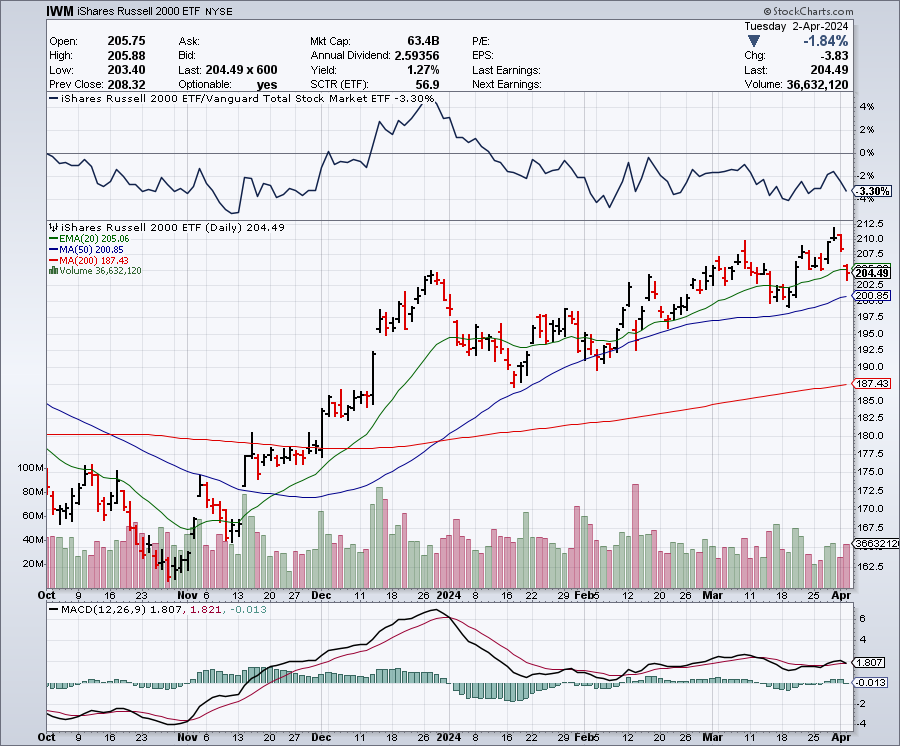 IWM iShares Russell 2000 ETF NYSE © StockCharts.com
Tuesday 2-Apr-2024
Open: 205.75 Ask: Mkt Cap: 63.4B P/E: ▼ -1.84%
High: 205.88 Bid: Annual Dividend: 2.59356 EPS: Chg: -3.83
Low: 203.40 Last: 204.49 x 600 Yield: 1.27% Last Earnings: Last: 204.49
Prev Close: 208.32 Optionable: yes SCTR (ETF): 56.9 Next Earnings: Volume: 36,632,120
iShares Russell 2000 ETF/Vanguard Total Stock Market ETF -3.30%
4%
2%
0%
-2%
-3.30%
-4%
iShares Russell 2000 ETF (Daily) 204.49
EMA(20) 205.06
MA(50) 200.85
MA(200) 187.43
Volume 36,632,120
212.5
210.0
207.5
204.49
202.5
200.85
197.5
195.0
192.5
190.0
187.43
185.0
182.5
180.0
177.5
175.0
172.5
170.0
167.5
36632120
162.5
100M
80M
60M
40M
20M
Oct 9 16 23 Nov 6 13 20 27 Dec 11 18 26 2024 8 16 22 29 Feb 5 12 20 26 Mar 11 18 25 Apr
MACD(12,26,9) 1.807, 1.821, -0.013
6
4
1.807
-0.013
-2
-4
Oct 9 16 23 Nov 6 13 20 27 Dec 11 18 26 2024 8 16 22 29 Feb 5 12 20 26 Mar 11 18 25 Apr